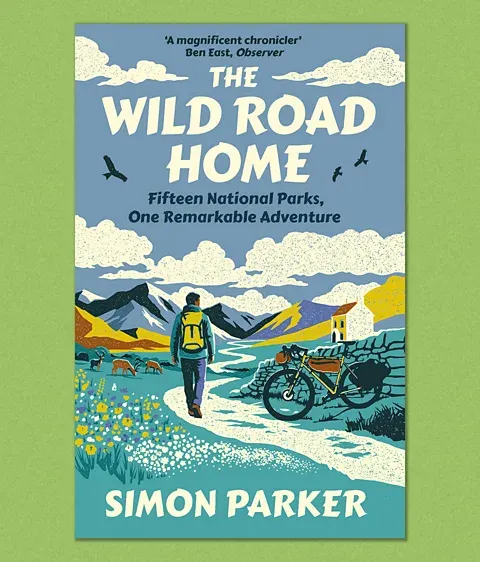 ‘A magnificent chronicler’
Ben East, Observer
THE
WILD ROAD
HOME
Fifteen National Parks,
One Remarkable Adventure
SIMON PARKER